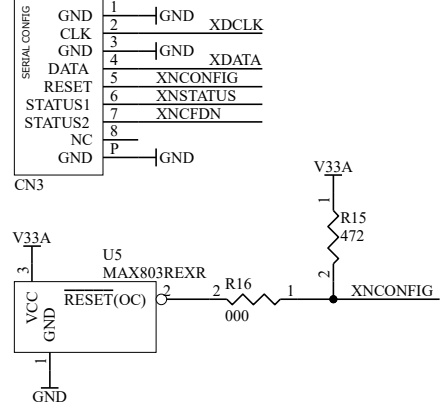 SERIAL CONFIG
GND 1 GND
CLK 2 XDCLK
GND 3 GND
DATA 4 XDATA
RESET 5 XNCONFIG
STATUS1 6 XNSTATUS
STATUS2 7 XNCFDN
NC 8
GND P GND
CN3
V33A
1
R15
472
2
V33A
3
U5
MAX803REXR
VCC
GND
RESET(OC) 2
2 R16 1
000
XNCONFIG
1
GND